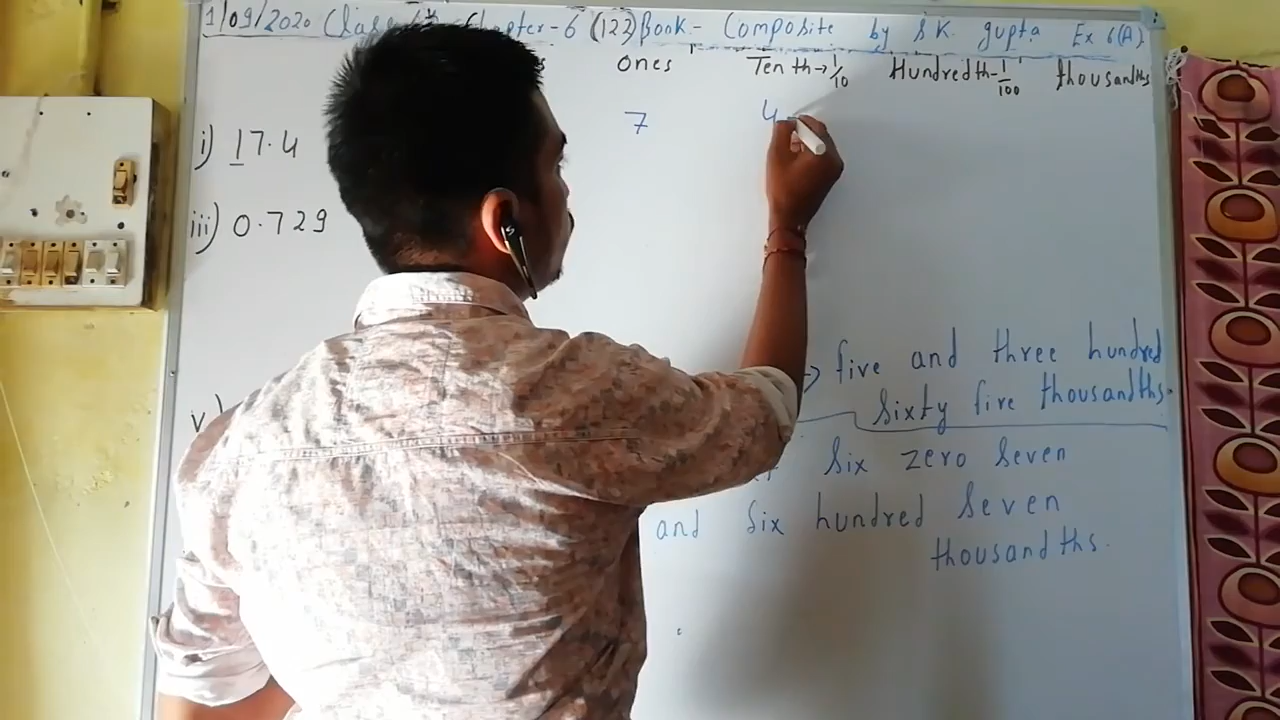 1/09/2020 Class Chapter-6 (122) Book- Composite by S.K. gupta Ex 6(A)
Ones Tenth→1/10 Hundredth-1/100 thousandths
i) 17.4 7 4
iii) 0.729
v) → five and three hundred
sixty five thousandths.
six zero seven
and six hundred seven
thousandths.